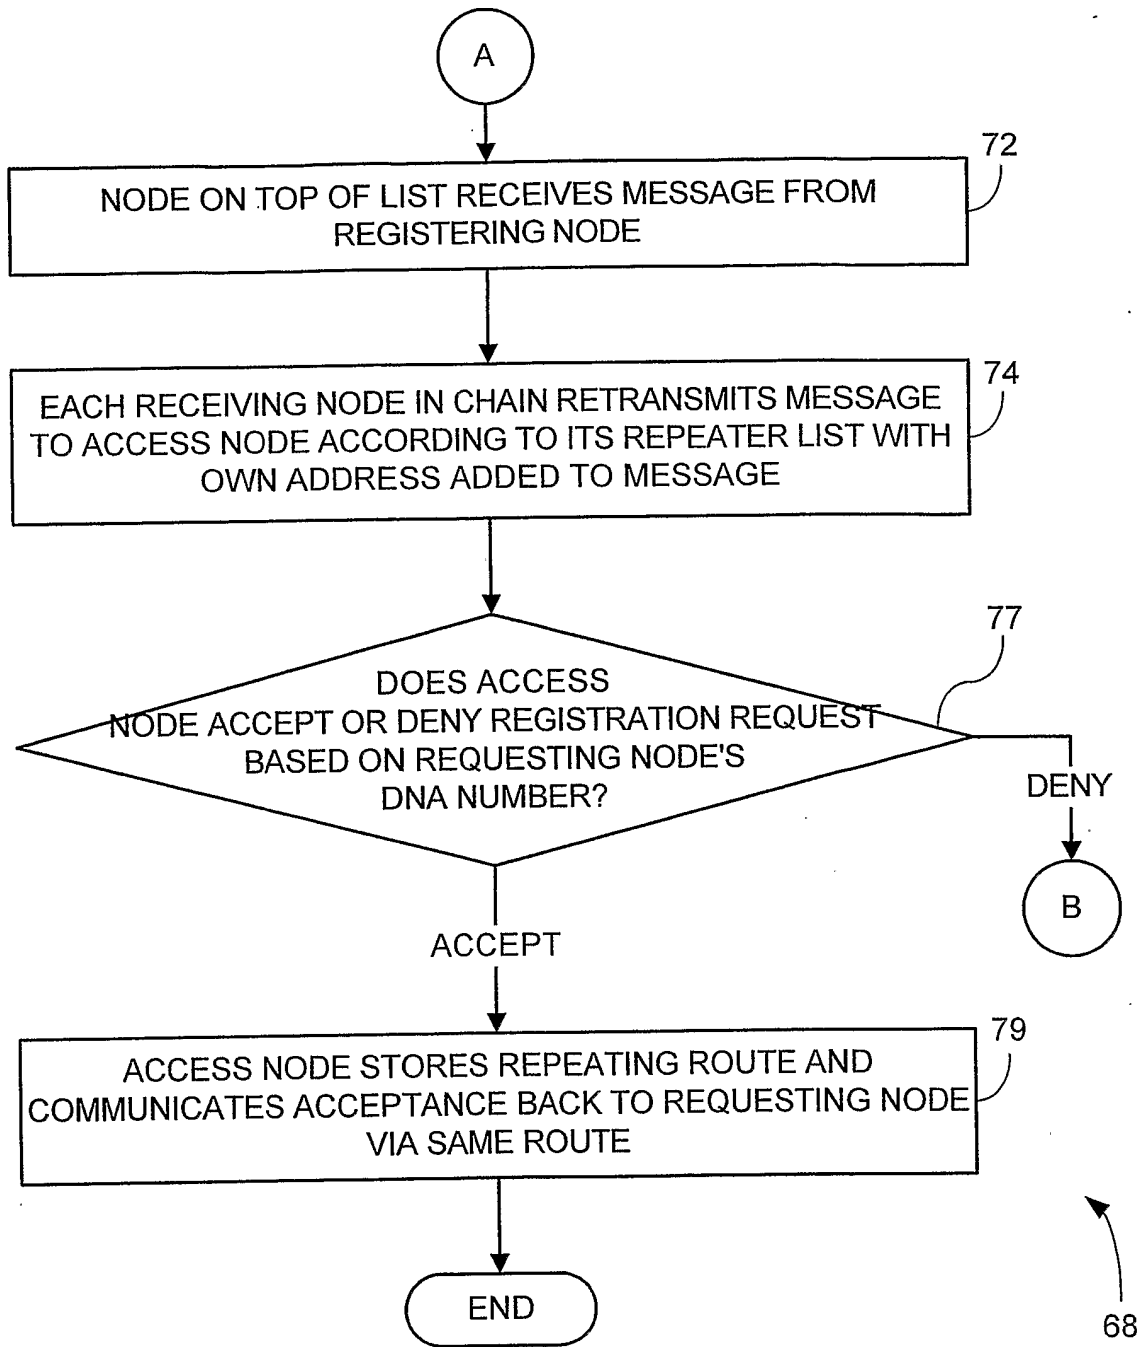 A
72
NODE ON TOP OF LIST RECEIVES MESSAGE FROM
REGISTERING NODE
74
EACH RECEIVING NODE IN CHAIN RETRANSMITS MESSAGE
TO ACCESS NODE ACCORDING TO ITS REPEATER LIST WITH
OWN ADDRESS ADDED TO MESSAGE
77
DOES ACCESS
NODE ACCEPT OR DENY REGISTRATION REQUEST
BASED ON REQUESTING NODE'S
DNA NUMBER?
DENY
B
ACCEPT
79
ACCESS NODE STORES REPEATING ROUTE AND
COMMUNICATES ACCEPTANCE BACK TO REQUESTING NODE
VIA SAME ROUTE
END
68